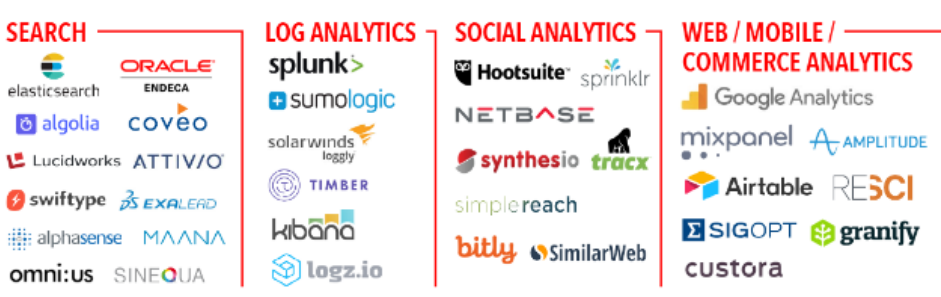 SEARCH
elasticsearch
ORACLE
ENDECA
algolia
coveo
Lucidworks
ATTIV/O
swiftype
EXALEAD
alphasense
MAANA
omni:us
SINEQUA
LOG ANALYTICS
splunk>
sumologic
solarwinds
loggly
TIMBER
kibana
logz.io
SOCIAL ANALYTICS
Hootsuite
sprinklr
NETBASE
synthesio
tracx
simplereach
bitly
SimilarWeb
WEB / MOBILE /
COMMERCE ANALYTICS
Google Analytics
mixpanel
AMPLITUDE
Airtable
RESCI
SIGOPT
granify
custora